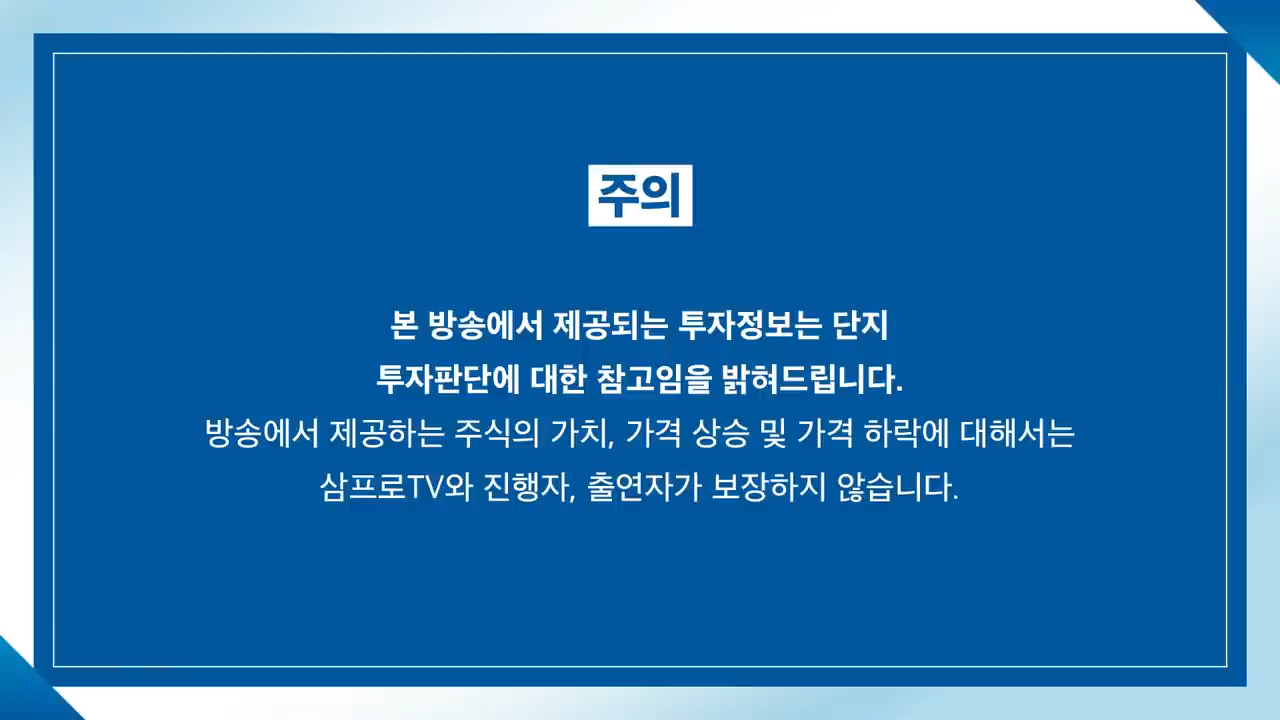 주의
본 방송에서 제공되는 투자정보는 단지
투자판단에 대한 참고임을 밝혀드립니다.
방송에서 제공하는 주식의 가치, 가격 상승 및 가격 하락에 대해서는
삼프로TV와 진행자, 출연자가 보장하지 않습니다.